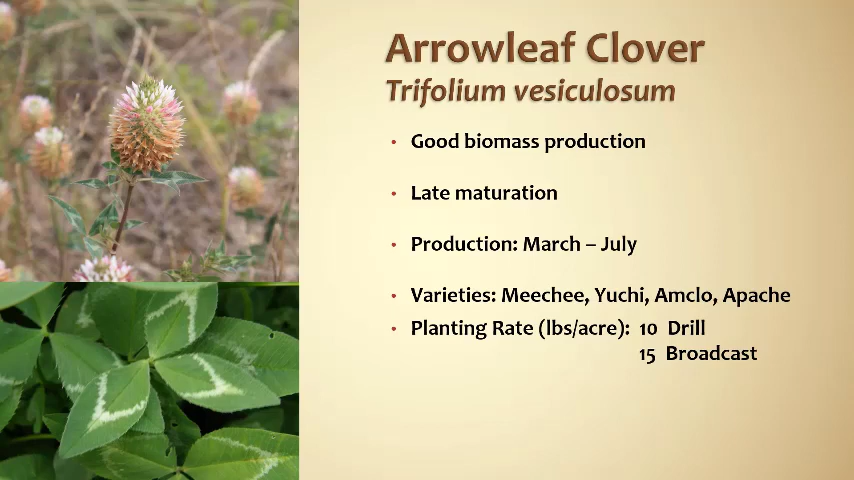 Arrowleaf Clover
Trifolium vesiculosum
• Good biomass production
• Late maturation
• Production: March – July
• Varieties: Meechee, Yuchi, Amclo, Apache
• Planting Rate (lbs/acre): 10 Drill
15 Broadcast